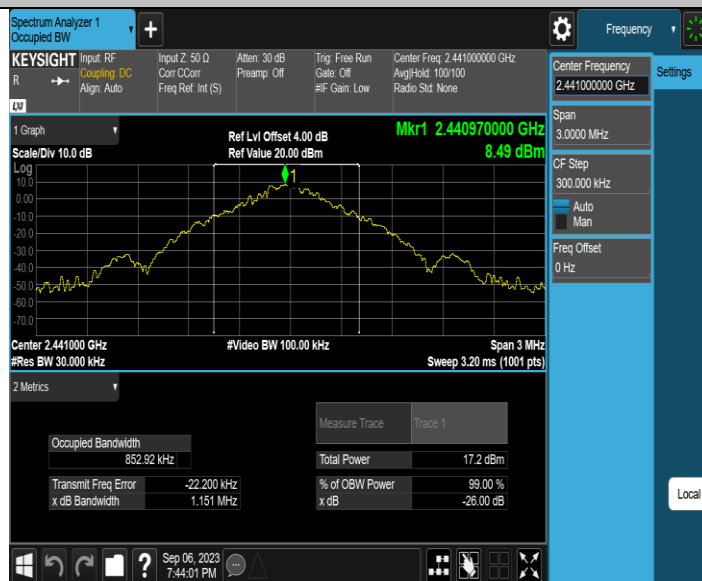 Spectrum Analyzer 1
Occupied BW
+
Frequency
KEYSIGHT
R
LXI
Input: RF
Coupling: DC
Align: Auto
Input Z: 50 Ω
Corr CCorr
Freq Ref: Int (S)
Atten: 30 dB
Preamp: Off
Trig: Free Run
Gate: Off
#IF Gain: Low
Center Freq: 2.441000000 GHz
Avg|Hold: 100/100
Radio Std: None
Center Frequency
2.441000000 GHz
Settings
Span
3.0000 MHz
CF Step
300.000 kHz
Auto
Man
Freq Offset
0 Hz
1 Graph
Scale/Div 10.0 dB
Ref Lvl Offset 4.00 dB
Ref Value 20.00 dBm
Mkr1 2.440970000 GHz
8.49 dBm
Log
10.0
0.00
-10.0
-20.0
-30.0
-40.0
-50.0
-60.0
-70.0
1
Center 2.441000 GHz
#Res BW 30.000 kHz
#Video BW 100.00 kHz
Span 3 MHz
Sweep 3.20 ms (1001 pts)
2 Metrics
Measure Trace
Trace 1
Occupied Bandwidth
852.92 kHz
Total Power
17.2 dBm
Transmit Freq Error
-22.200 kHz
% of OBW Power
99.00 %
x dB Bandwidth
1.151 MHz
x dB
-26.00 dB
Local
?
Sep 06, 2023
7:44:01 PM